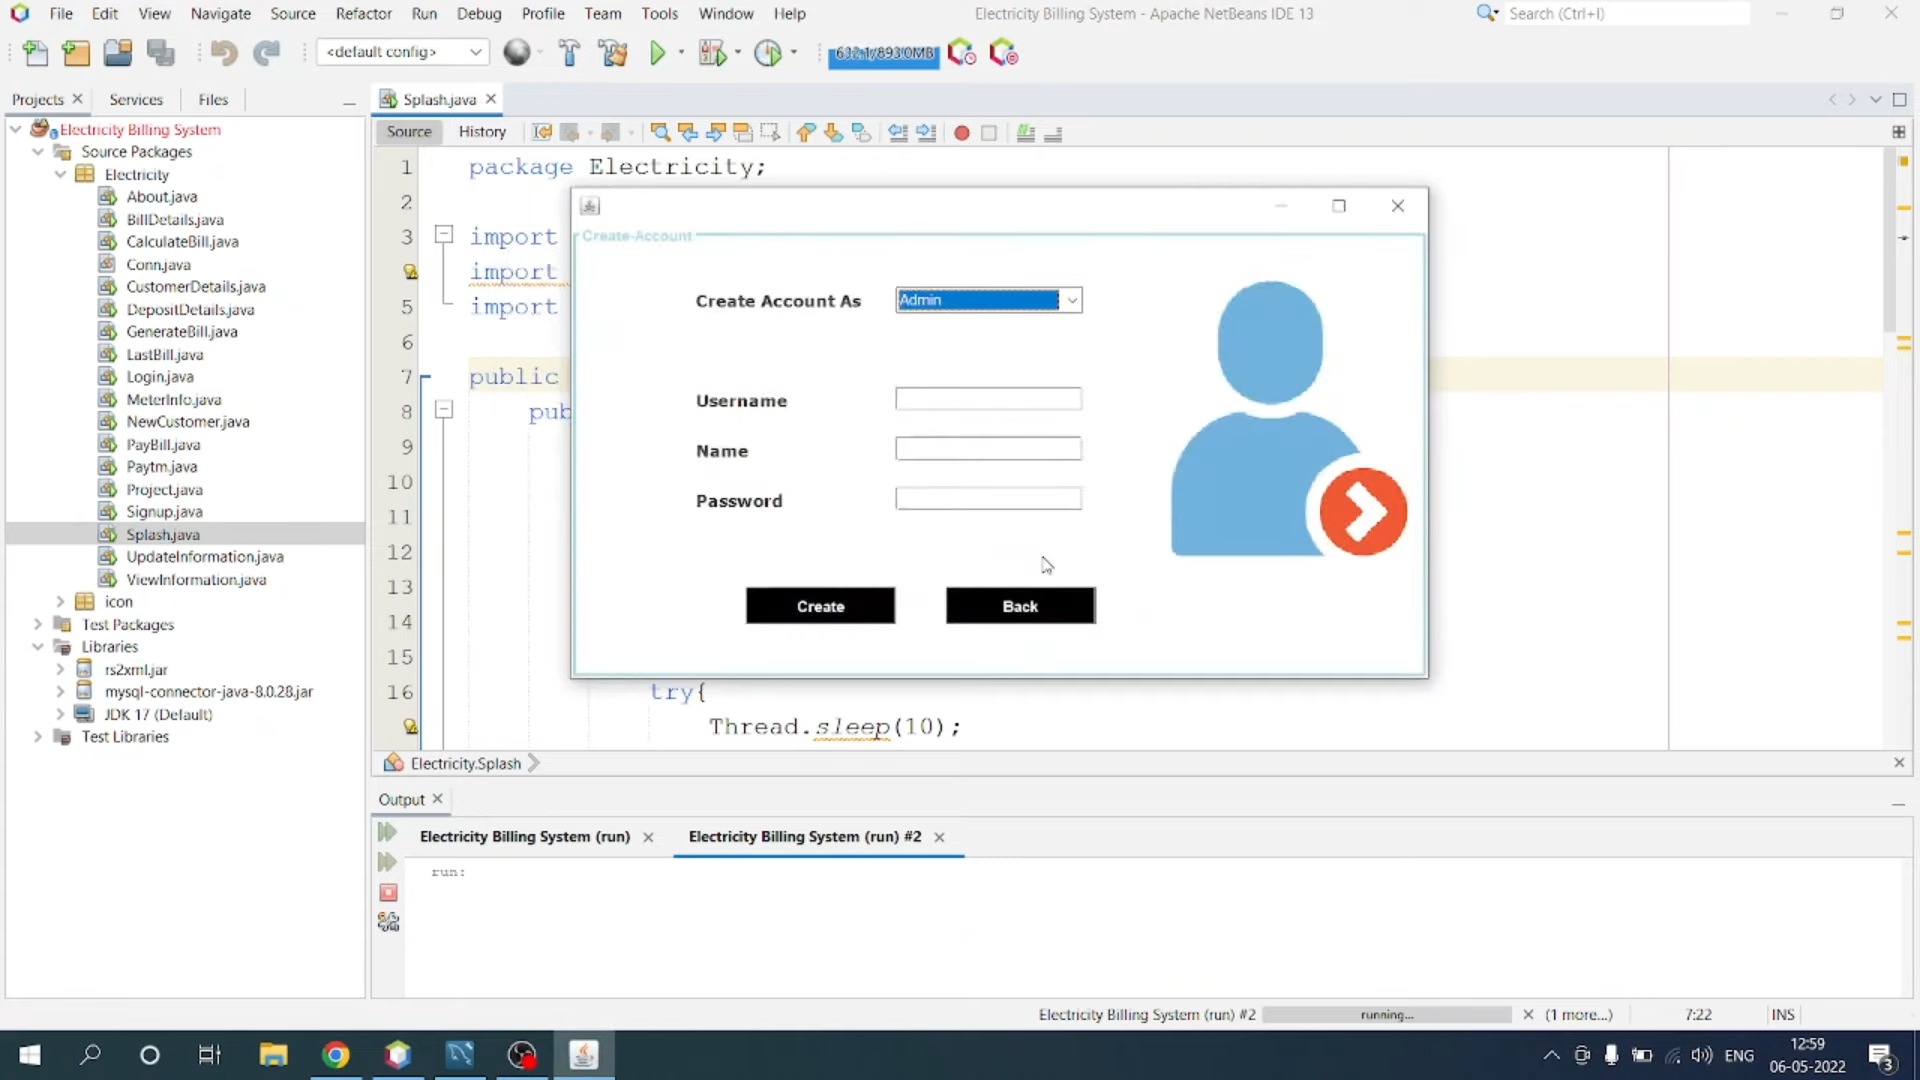 File Edit View Navigate Source Refactor Run Debug Profile Team Tools Window Help
Electricity Billing System - Apache NetBeans IDE 13
Search (Ctrl+I)
<default config>
632.1/893.0MB
Projects
Services
Files
Splash.java
Source
History
Electricity Billing System
Source Packages
Electricity
About.java
BillDetails.java
CalculateBill.java
Conn.java
CustomerDetails.java
DepositDetails.java
GenerateBill.java
LastBill.java
Login.java
MeterInfo.java
NewCustomer.java
PayBill.java
Paytm.java
Project.java
Signup.java
Splash.java
UpdateInformation.java
ViewInformation.java
icon
Test Packages
Libraries
rs2xml.jar
mysql-connector-java-8.0.28.jar
JDK 17 (Default)
Test Libraries
1 package Electricity;
2
3 import
import
5 import
6
7 public
8 pub
9
10
11
12
13
14
15
16 try{
Thread.sleep(10);
Create-Account
Create Account As
Admin
Username
Name
Password
Create
Back
Electricity.Splash
Output
Electricity Billing System (run)
Electricity Billing System (run) #2
run:
Electricity Billing System (run) #2
running...
(1 more...)
7:22
INS
ENG
12:59
06-05-2022
3